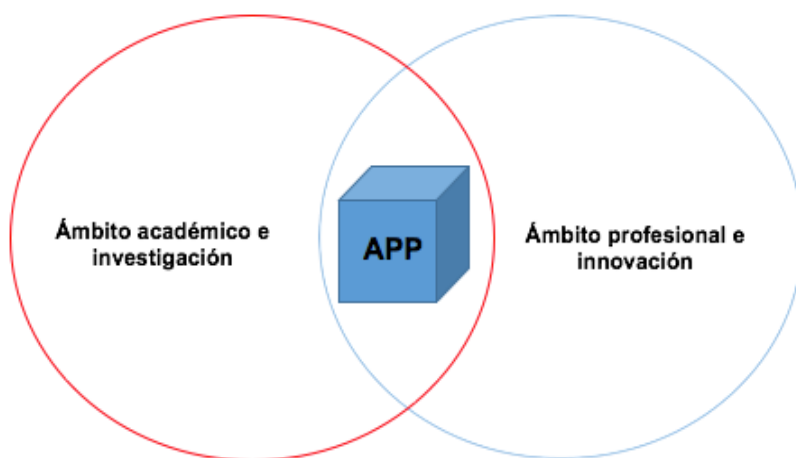 Ámbito académico e
investigación
APP
Ámbito profesional e
innovación